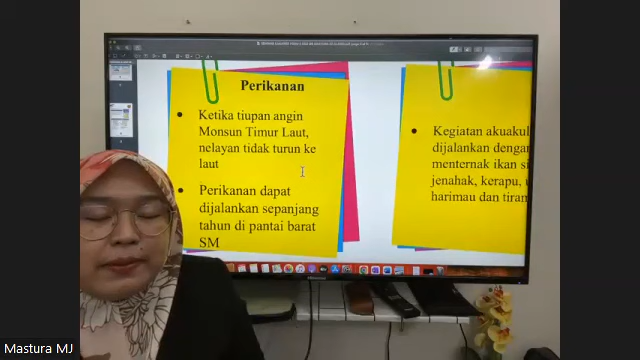 Perikanan
Ketika tiupan angin
Monsun Timur Laut,
nelayan tidak turun ke
laut
Perikanan dapat
dijalankan sepanjang
tahun di pantai barat
SM
Kegiatan akuakul
dijalankan dengan
menternak ikan si
jenahak, kerapu, u
harimau dan tiram
Mastura MJ